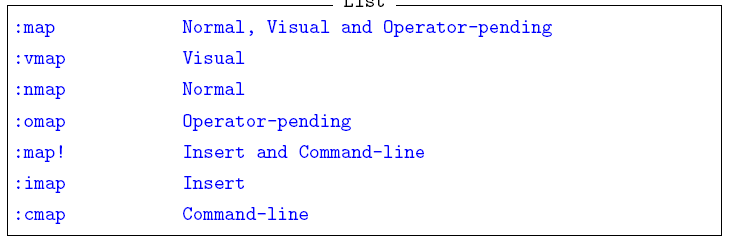 List
:map Normal, Visual and Operator-pending
:vmap Visual
:nmap Normal
:omap Operator-pending
:map! Insert and Command-line
:imap Insert
:cmap Command-line